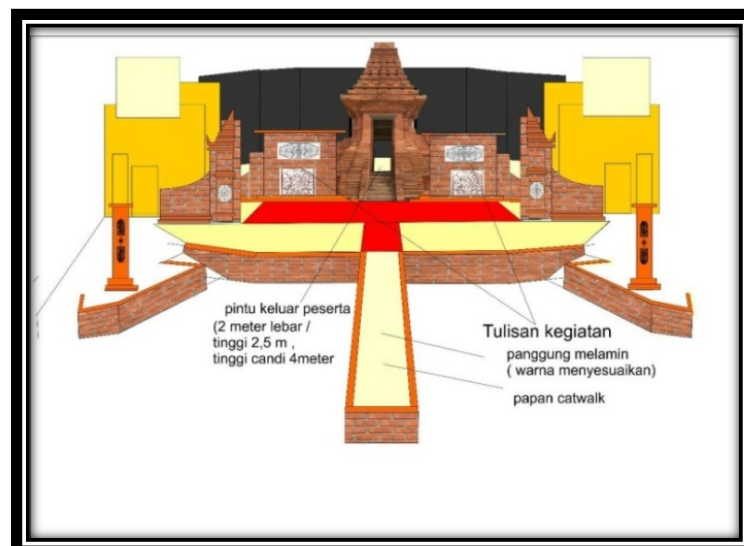 pintu keluar peserta
(2 meter lebar /
tinggi 2,5 m ,
tinggi candi 4meter
Tulisan kegiatan
panggung melamin
( warna menyesuaikan)
papan catwalk